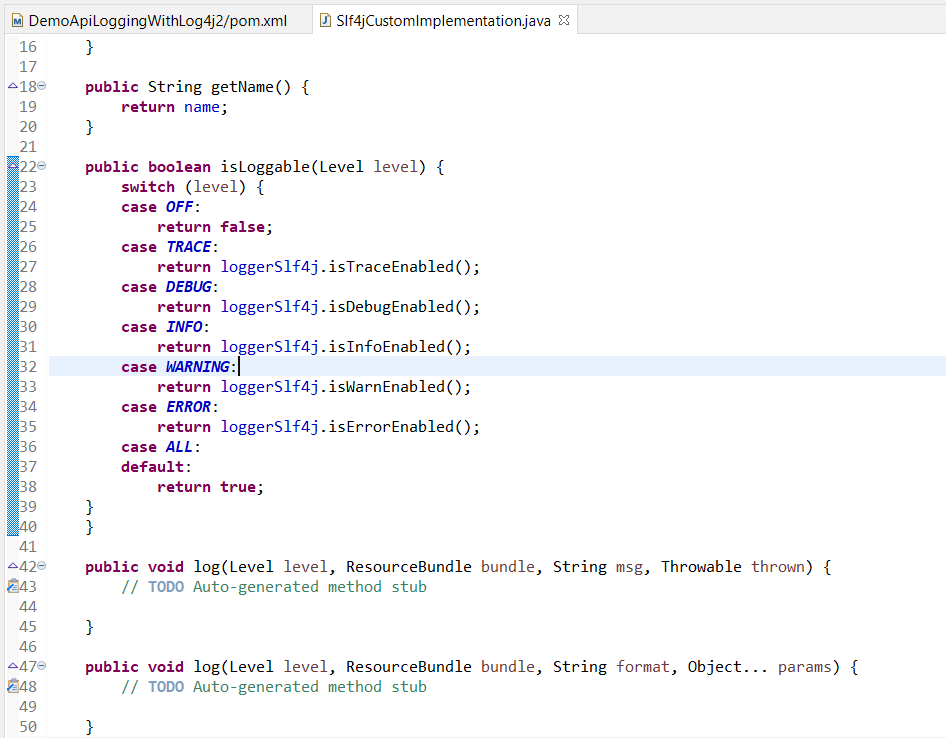 DemoApiLoggingWithLog4j2/pom.xml Slf4jCustomImplementation.java
16     }
17
18     public String getName() {
19         return name;
20     }
21
22     public boolean isLoggable(Level level) {
23         switch (level) {
24         case OFF:
25             return false;
26         case TRACE:
27             return loggerSlf4j.isTraceEnabled();
28         case DEBUG:
29             return loggerSlf4j.isDebugEnabled();
30         case INFO:
31             return loggerSlf4j.isInfoEnabled();
32         case WARNING:
33             return loggerSlf4j.isWarnEnabled();
34         case ERROR:
35             return loggerSlf4j.isErrorEnabled();
36         case ALL:
37         default:
38             return true;
39     }
40     }
41
42     public void log(Level level, ResourceBundle bundle, String msg, Throwable thrown) {
43         // TODO Auto-generated method stub
44
45     }
46
47     public void log(Level level, ResourceBundle bundle, String format, Object... params) {
48         // TODO Auto-generated method stub
49
50     }